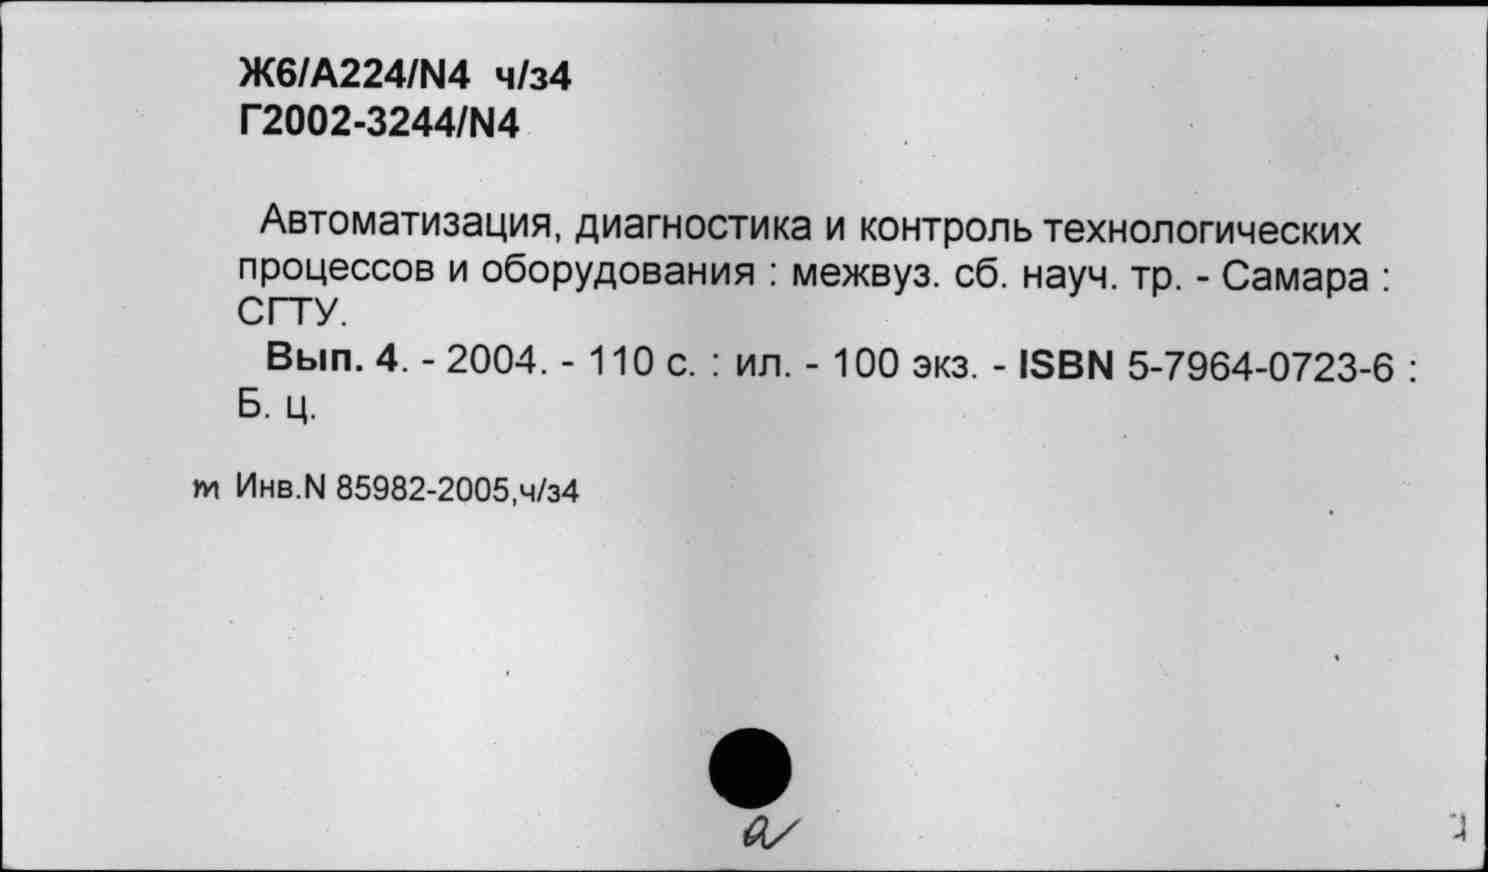 Ж6/А224/N4 ч/з4
Г2002-3244/N4
Автоматизация, диагностика и контроль технологических
процессов и оборудования : межвуз. сб. науч. тр. - Самара :
СГТУ.
Вып. 4. - 2004. - 110 с. : ил. - 100 экз. - ISBN 5-7964-0723-6 :
Б. ц.
Инв.N 85982-2005,ч/з4